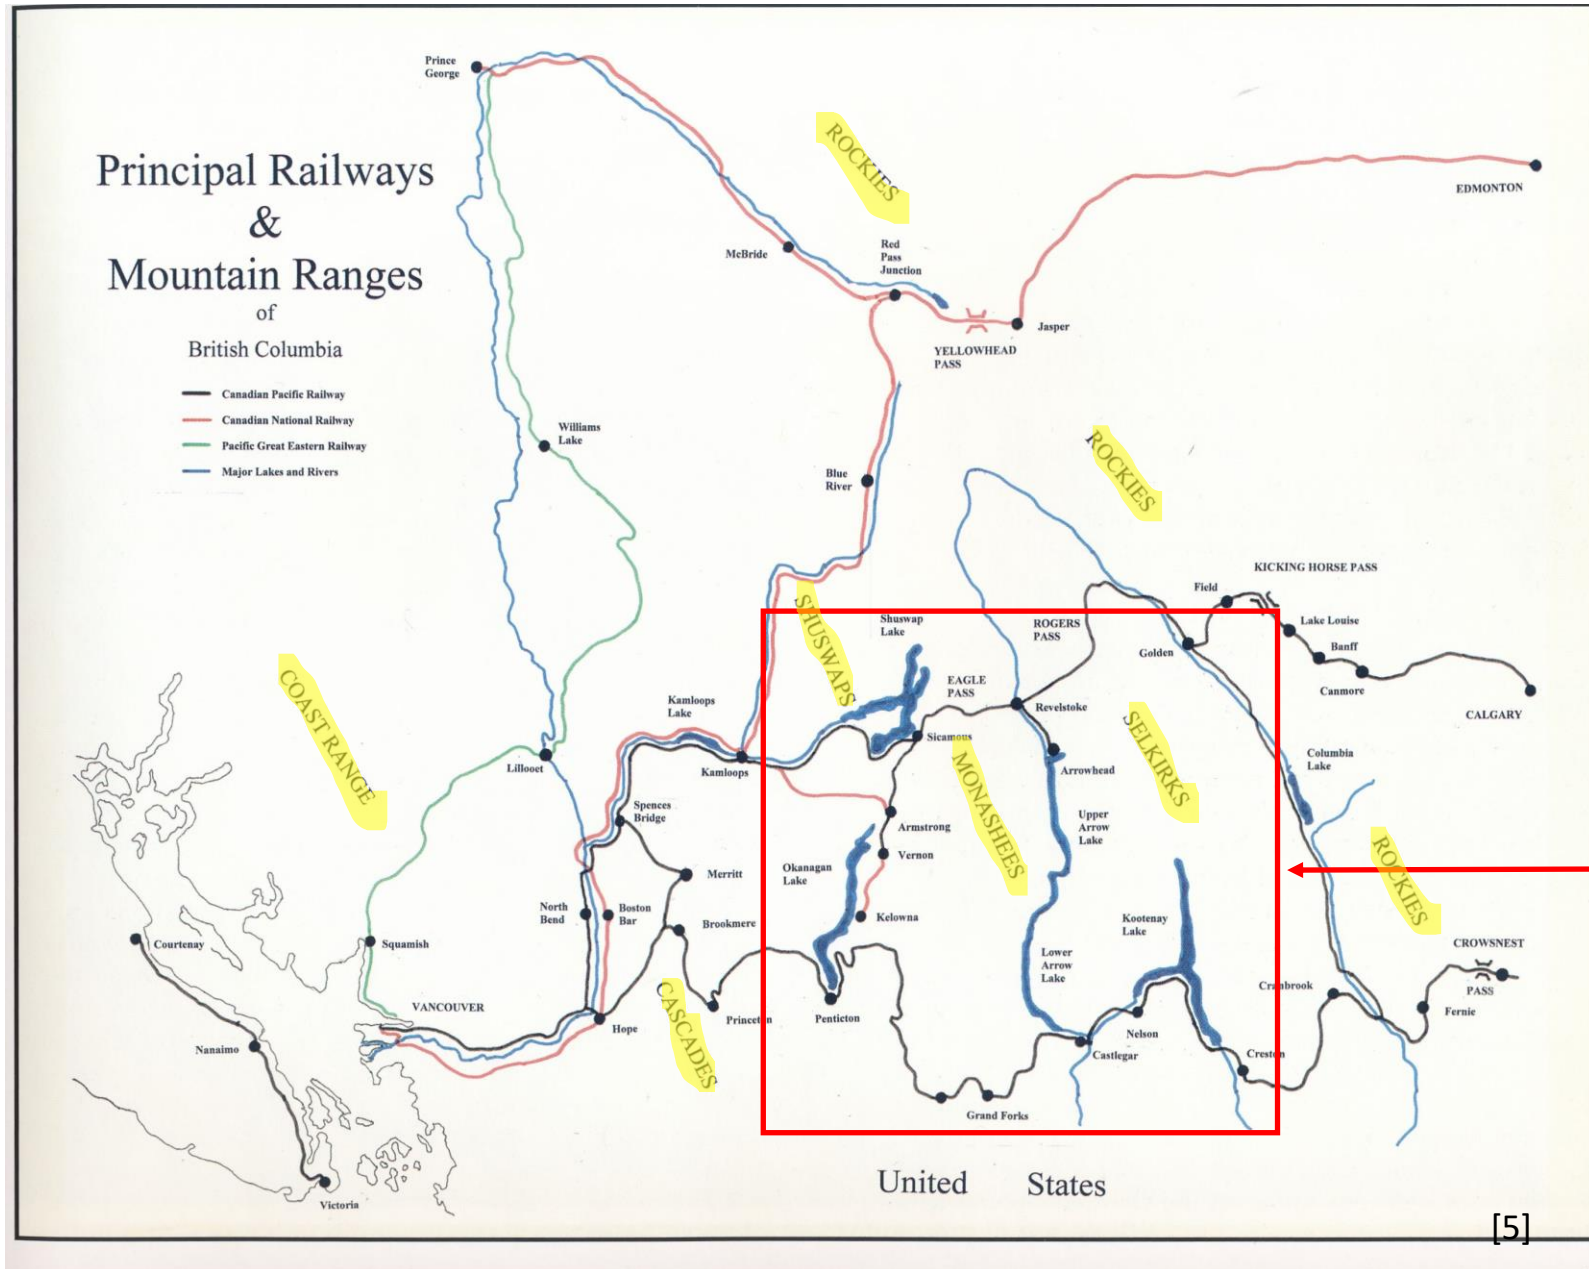 Principal Railways
&
Mountain Ranges
of
British Columbia
Canadian Pacific Railway
Canadian National Railway
Pacific Great Eastern Railway
Major Lakes and Rivers
Prince
George
ROCKIES
EDMONTON
McBride
Red
Pass
Junction
Jasper
YELLOWHEAD
PASS
Williams
Lake
Blue
River
ROCKIES
KICKING HORSE PASS
Field
Lake Louise
Banff
Canmore
CALGARY
SHUSWAPS
Shuswap
Lake
ROGERS
PASS
Golden
EAGLE
PASS
Revelstoke
COAST RANGE
Kamloops
Lake
Lillooet
Kamloops
Sicamous
MONASHEES
SELKIRKS
Arrowhead
Columbia
Lake
Spences
Bridge
Armstrong
Upper
Arrow
Lake
Vernon
Okanagan
Lake
Merritt
ROCKIES
North
Bend
Boston
Bar
Brookmere
Kelowna
Kootenay
Lake
Courtenay
Squamish
Lower
Arrow
Lake
CROWSNEST
PASS
Cranbrook
CASCADES
VANCOUVER
Hope
Princeton
Penticton
Nelson
Fernie
Nanaimo
Castlegar
Creston
Grand Forks
Victoria
United States
[5]